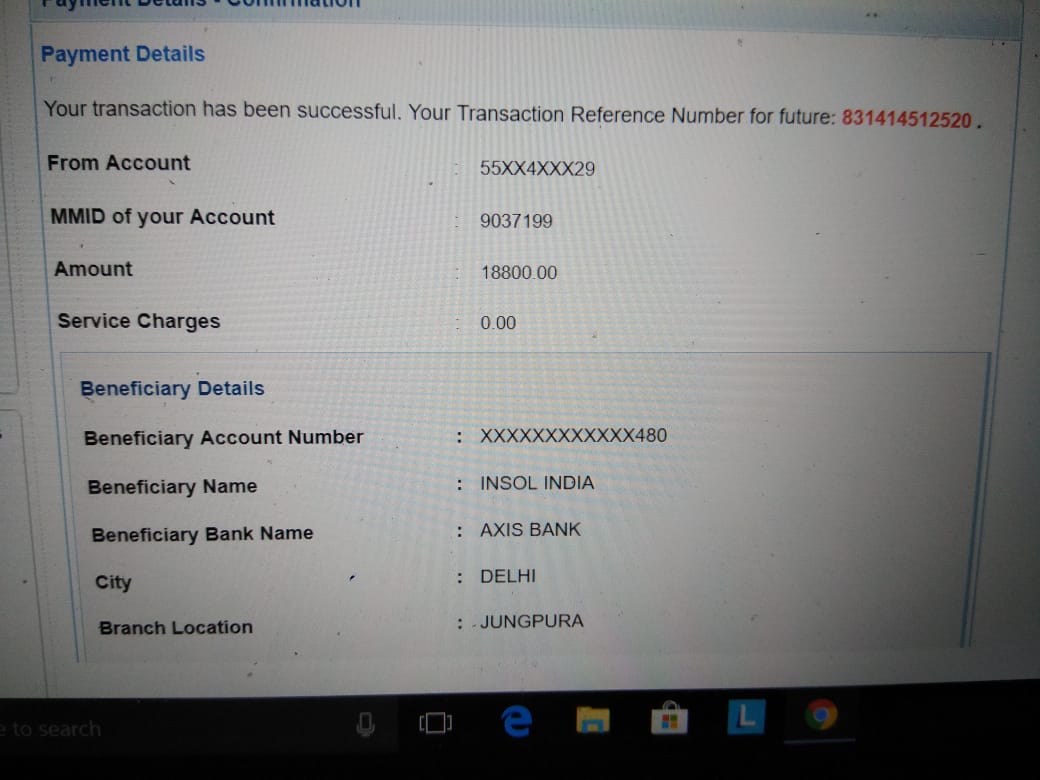 Payment Details - Confirmation
Payment Details
Your transaction has been successful. Your Transaction Reference Number for future: 831414512520 .
From Account : 55XX4XXX29
MMID of your Account : 9037199
Amount : 18800.00
Service Charges : 0.00
Beneficiary Details
Beneficiary Account Number : XXXXXXXXXXXX480
Beneficiary Name : INSOL INDIA
Beneficiary Bank Name : AXIS BANK
City : DELHI
Branch Location : JUNGPURA
e to search
L